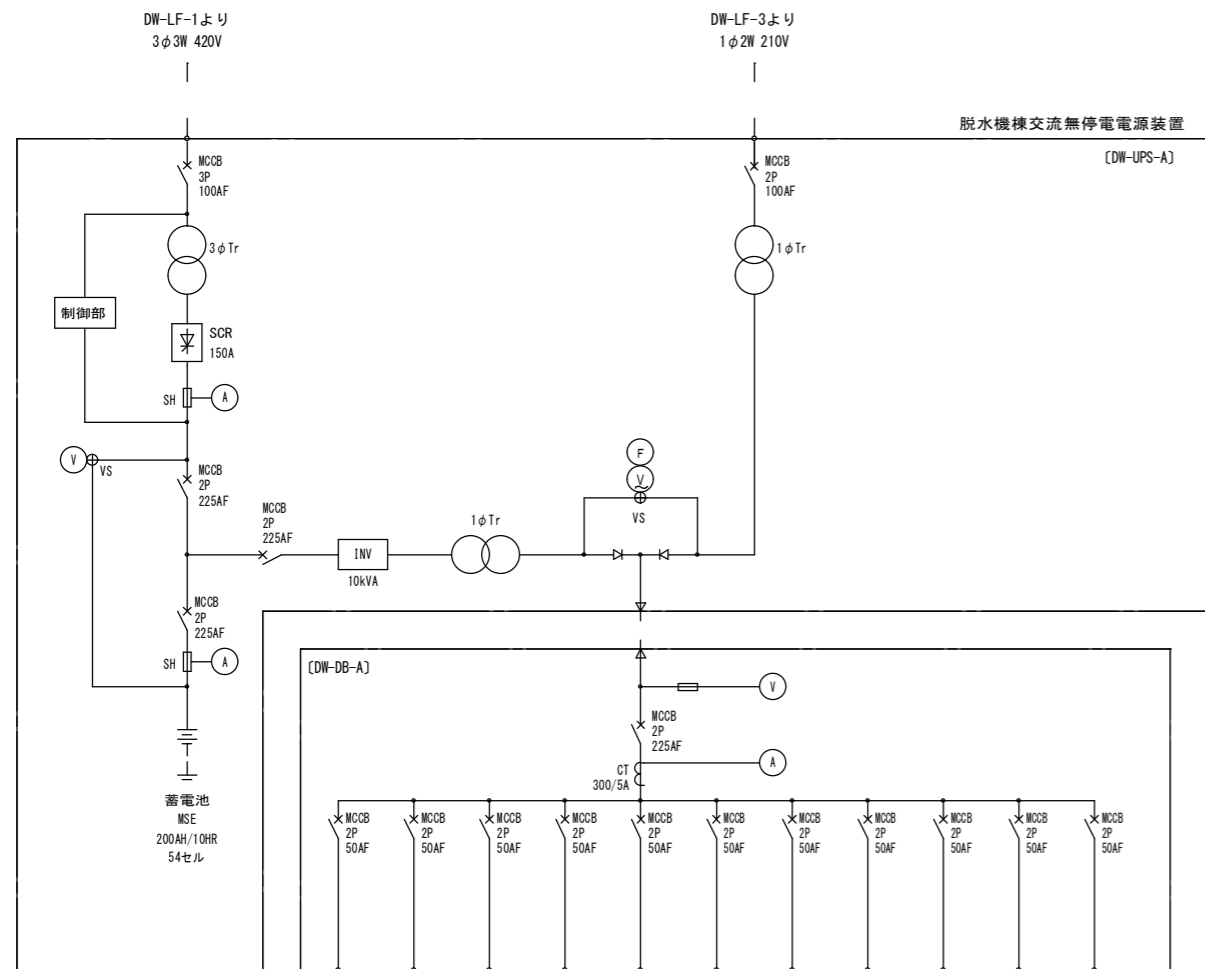 DW-LF-1より
3φ3W 420V
DW-LF-3より
1φ2W 210V
脱水機棟交流無停電電源装置
〔DW-UPS-A〕
MCCB
3P
100AF
MCCB
2P
100AF
3φTr
1φTr
制御部
SCR
150A
SH
A
V
VS
MCCB
2P
225AF
MCCB
2P
225AF
INV
10kVA
1φTr
F
V
VS
MCCB
2P
225AF
SH
A
蓄電池
MSE
200AH/10HR
54セル
〔DW-DB-A〕
V
MCCB
2P
225AF
CT
300/5A
A
MCCB
2P
50AF
MCCB
2P
50AF
MCCB
2P
50AF
MCCB
2P
50AF
MCCB
2P
50AF
MCCB
2P
50AF
MCCB
2P
50AF
MCCB
2P
50AF
MCCB
2P
50AF
MCCB
2P
50AF
MCCB
2P
50AF